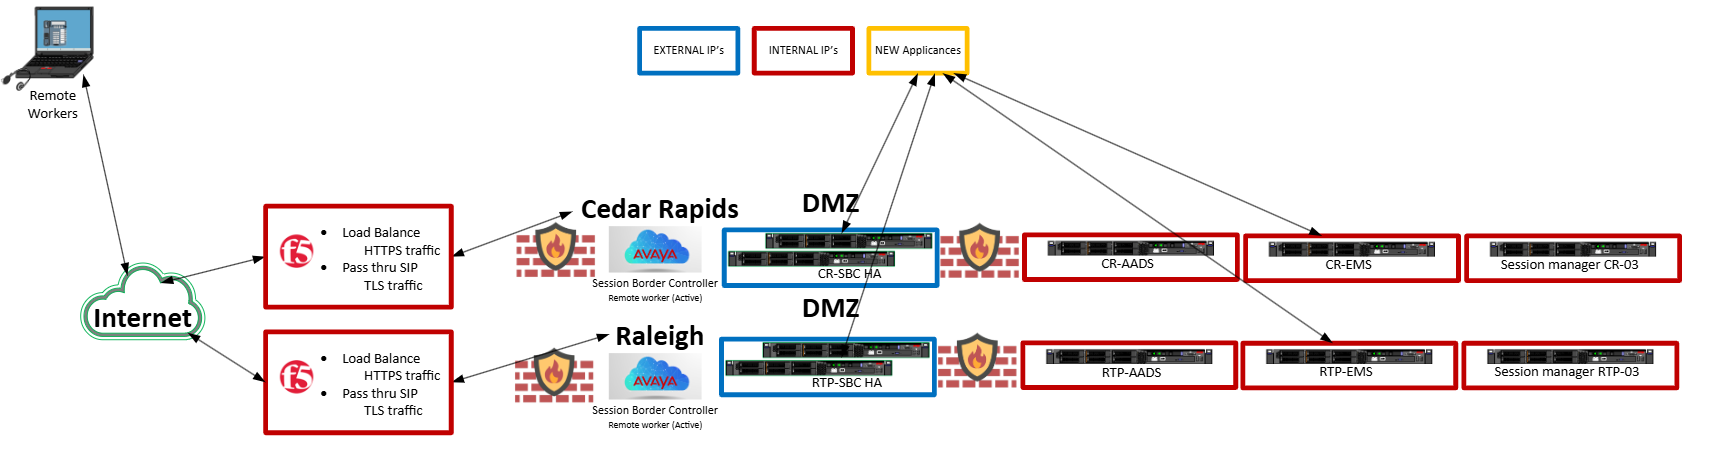 EXTERNAL IP's
INTERNAL IP's
NEW Applicances
Remote
Workers
Internet
f5
• Load Balance
HTTPS traffic
• Pass thru SIP
TLS traffic
Cedar Rapids
AVAYA
Session Border Controller
Remote worker (Active)
DMZ
CR-SBC HA
CR-AADS
CR-EMS
Session manager CR-03
f5
• Load Balance
HTTPS traffic
• Pass thru SIP
TLS traffic
Raleigh
AVAYA
Session Border Controller
Remote worker (Active)
DMZ
RTP-SBC HA
RTP-AADS
RTP-EMS
Session manager RTP-03